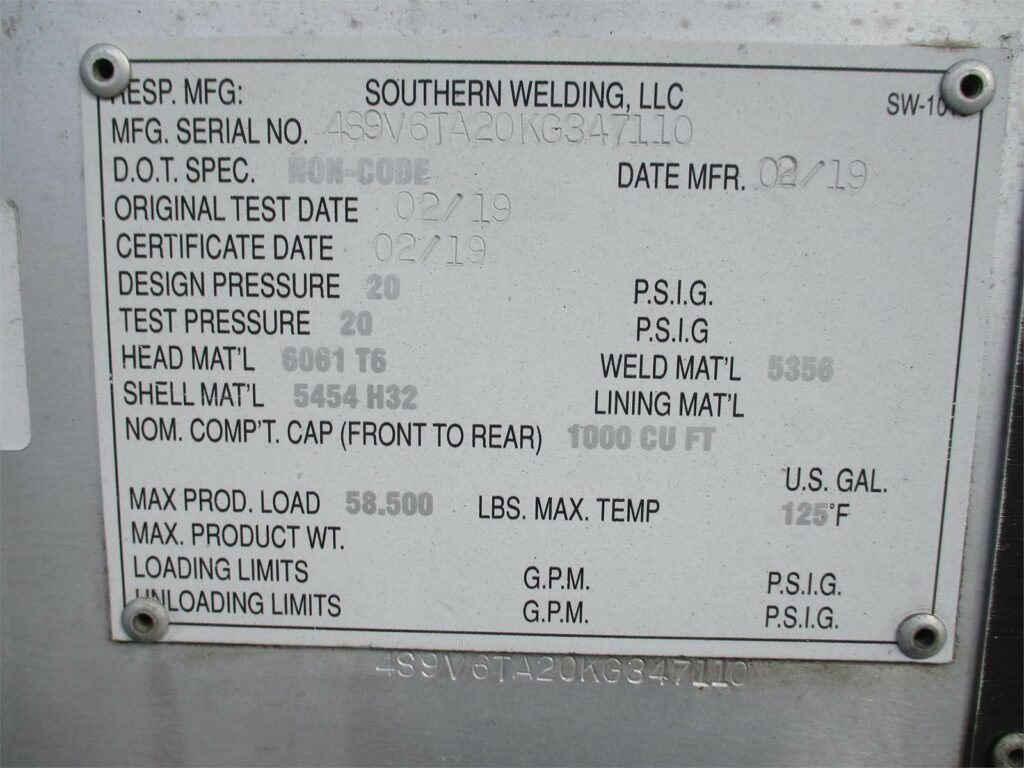 RESP. MFG: SOUTHERN WELDING, LLC SW-10
MFG. SERIAL NO. 4S9V6TA20KG347110
D.O.T. SPEC. NON-CODE DATE MFR. 02/19
ORIGINAL TEST DATE 02/19
CERTIFICATE DATE 02/19
DESIGN PRESSURE 20 P.S.I.G.
TEST PRESSURE 20 P.S.I.G
HEAD MAT'L 6061 T6 WELD MAT'L 5356
SHELL MAT'L 5454 H32 LINING MAT'L
NOM. COMP'T. CAP (FRONT TO REAR) 1000 CU FT
U.S. GAL.
MAX PROD. LOAD 58.500 LBS. MAX. TEMP 125°F
MAX. PRODUCT WT.
LOADING LIMITS G.P.M. P.S.I.G.
UNLOADING LIMITS G.P.M. P.S.I.G.
4S9V6TA20KG347110